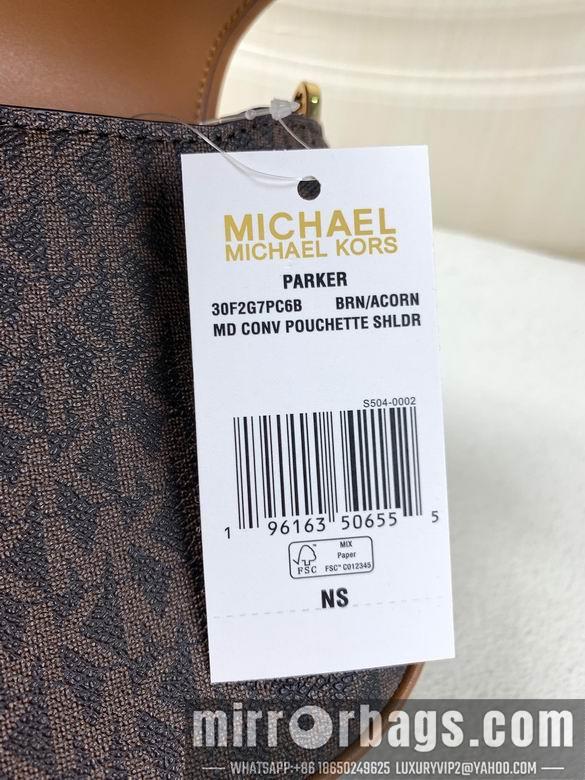 MICHAEL
MICHAEL KORS
PARKER
30F2G7PC6B BRN/ACORN
MD CONV POUCHETTE SHLDR
S504-0002
1 96163 50655 5
FSC
MIX
Paper
FSC™ C012345
NS
mirrorbags.com
WHATSAPP:+86 18650249625 LUXURYVIP2@YAHOO.COM